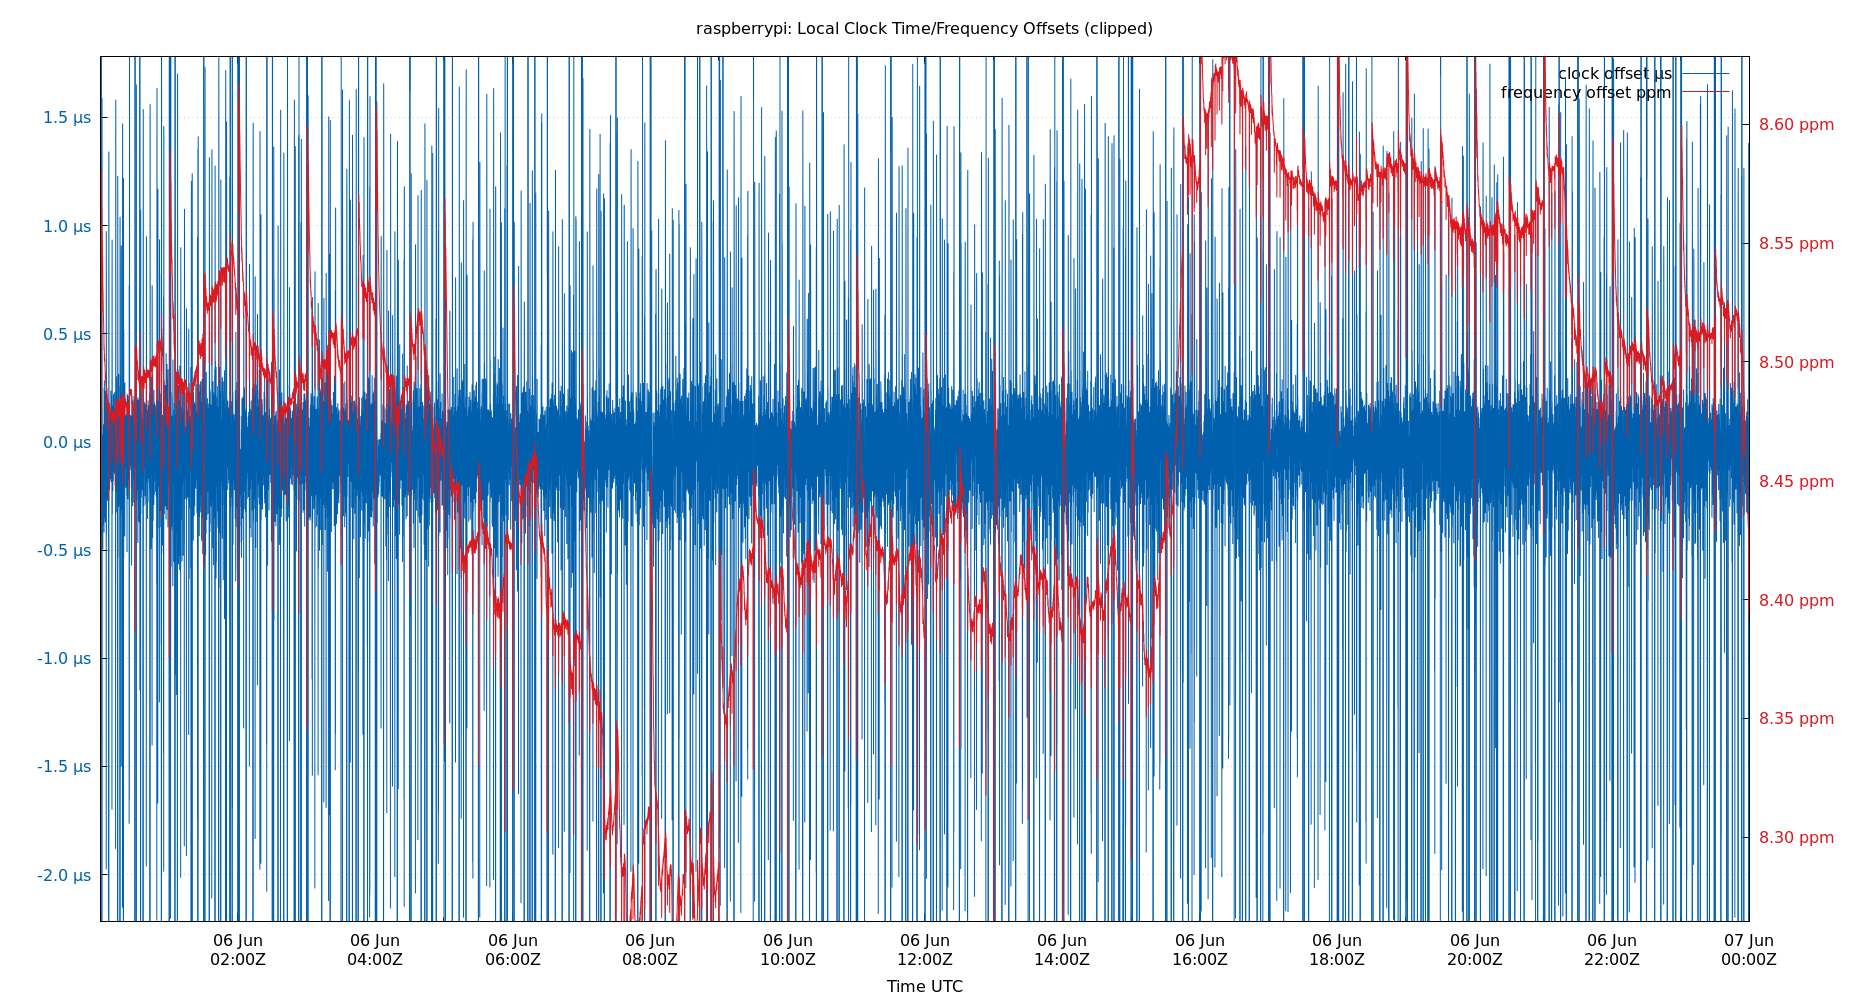 raspberrypi: Local Clock Time/Frequency Offsets (clipped)
clock offset µs
frequency offset ppm
1.5 µs
1.0 µs
0.5 µs
0.0 µs
-0.5 µs
-1.0 µs
-1.5 µs
-2.0 µs
8.60 ppm
8.55 ppm
8.50 ppm
8.45 ppm
8.40 ppm
8.35 ppm
8.30 ppm
06 Jun 06 Jun 06 Jun 06 Jun 06 Jun 06 Jun 06 Jun 06 Jun 06 Jun 06 Jun 06 Jun 07 Jun
02:00Z 04:00Z 06:00Z 08:00Z 10:00Z 12:00Z 14:00Z 16:00Z 18:00Z 20:00Z 22:00Z 00:00Z
Time UTC